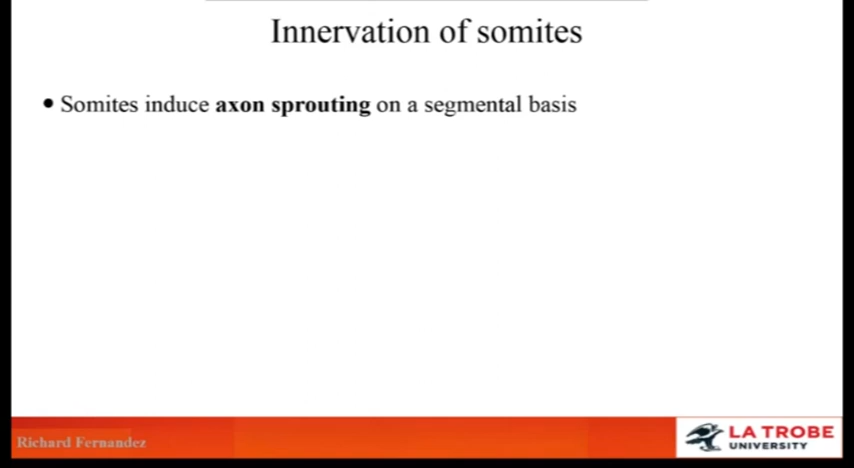 Innervation of somites
• Somites induce axon sprouting on a segmental basis
Richard Fernandez
LA TROBE
UNIVERSITY